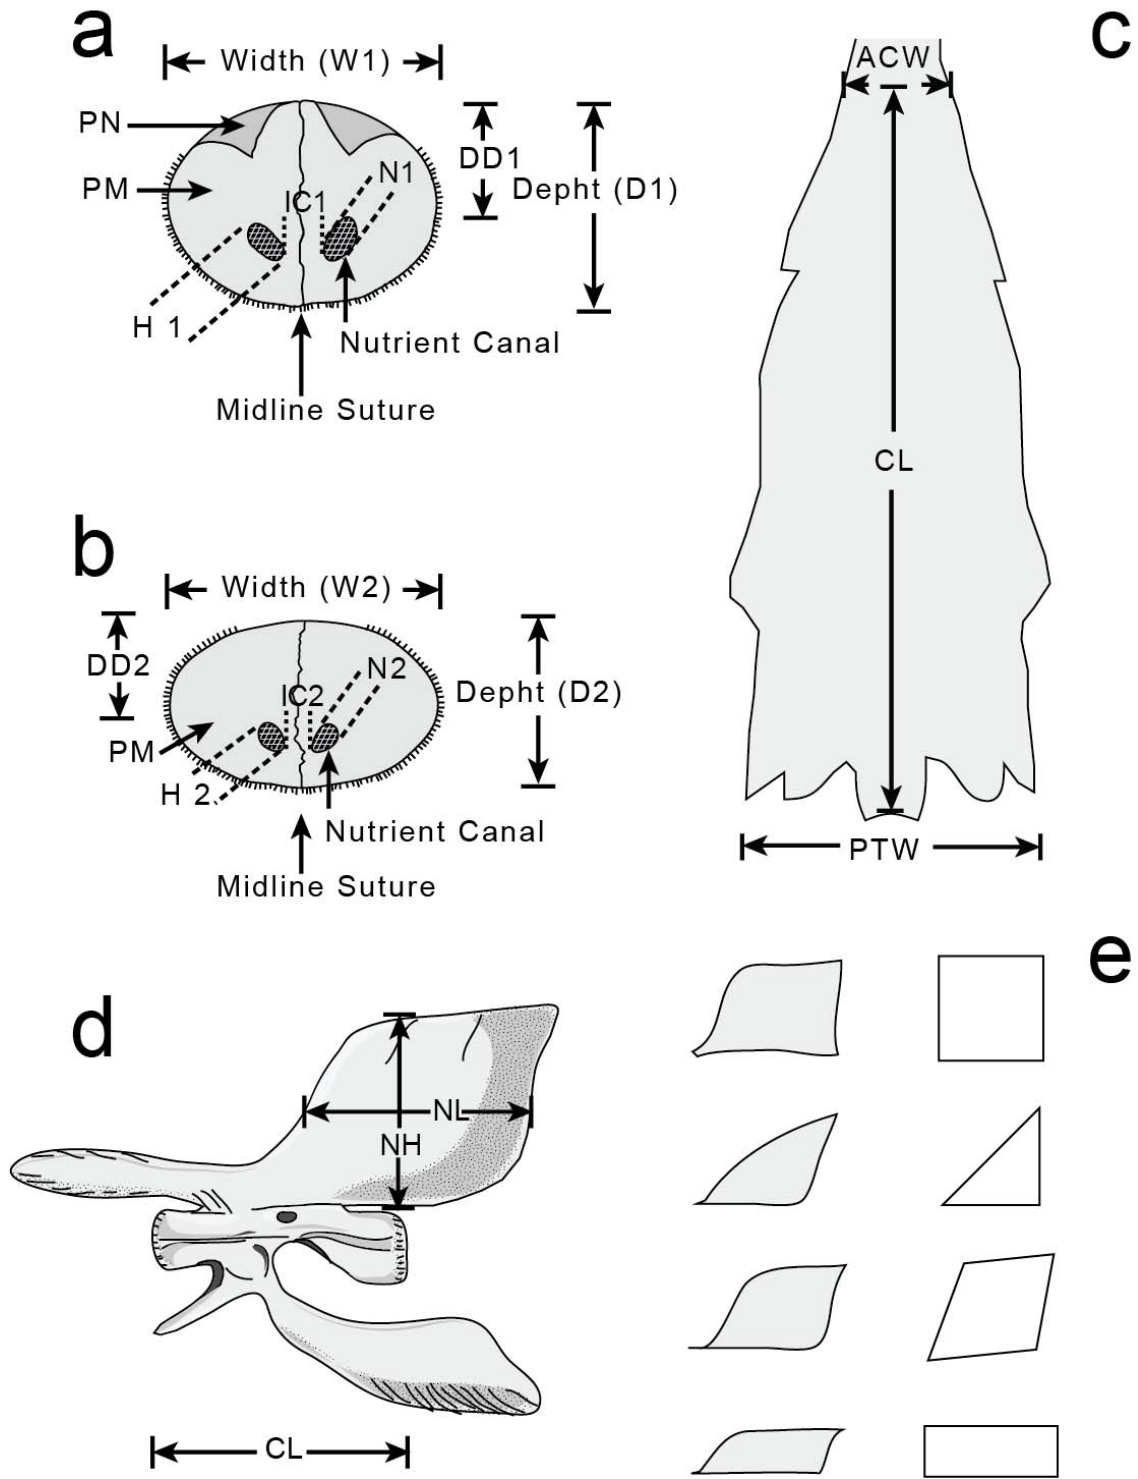 a
Width (W1)
PN
PM
IC1
N1
DD1
Depht (D1)
H 1
Nutrient Canal
Midline Suture
b
Width (W2)
DD2
IC2
N2
Depht (D2)
PM
H 2
Nutrient Canal
Midline Suture
c
ACW
CL
PTW
d
NL
NH
CL
e